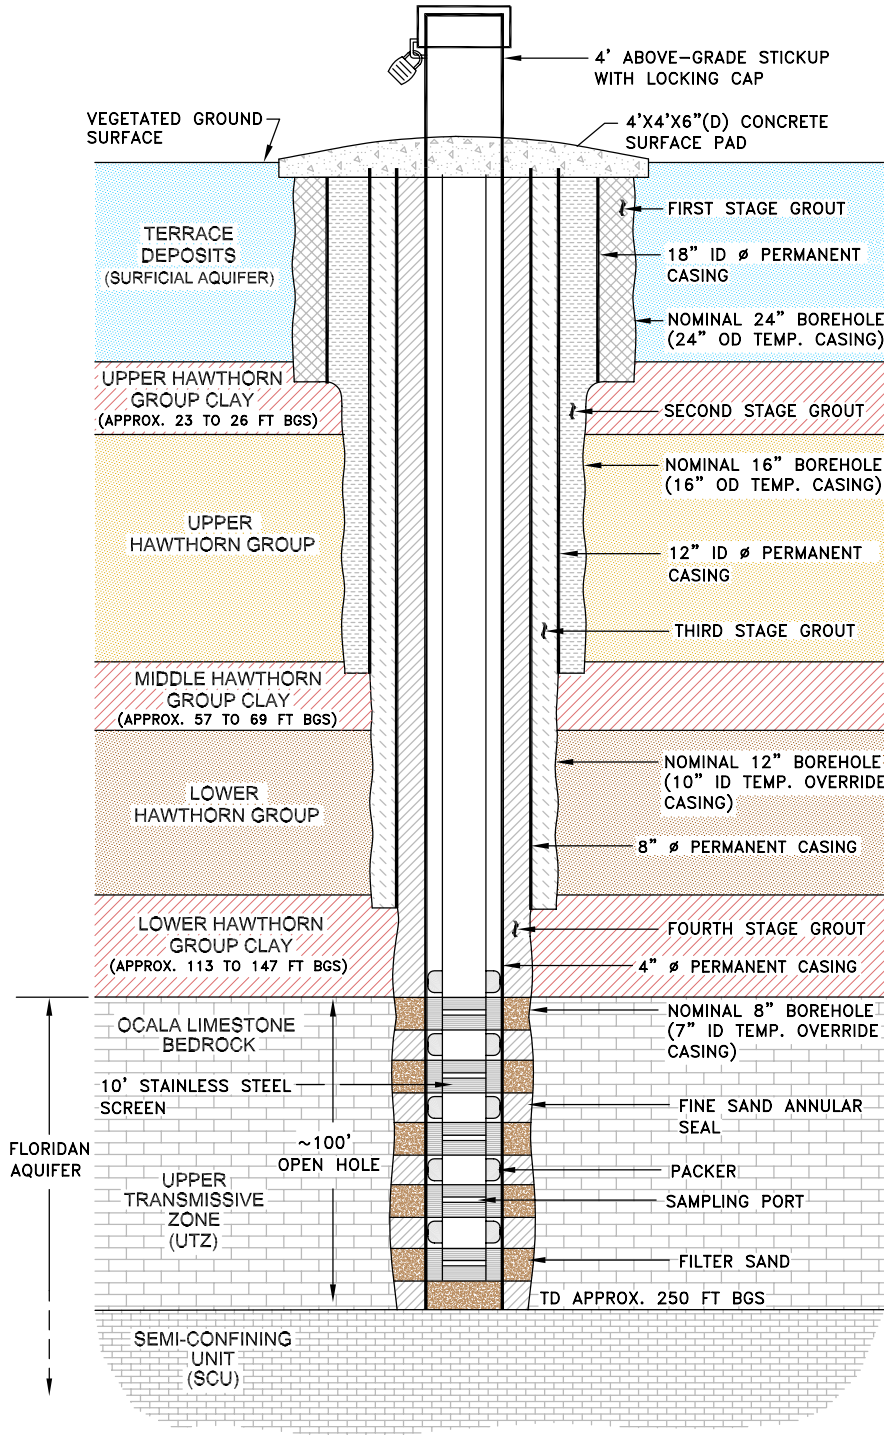 4' ABOVE-GRADE STICKUP
WITH LOCKING CAP
4'X4'X6"(D) CONCRETE
SURFACE PAD
VEGETATED GROUND
SURFACE
FIRST STAGE GROUT
TERRACE
DEPOSITS
(SURFICIAL AQUIFER)
18" ID ø PERMANENT
CASING
NOMINAL 24" BOREHOLE
(24" OD TEMP. CASING)
UPPER HAWTHORN
GROUP CLAY
(APPROX. 23 TO 26 FT BGS)
SECOND STAGE GROUT
NOMINAL 16" BOREHOLE
(16" OD TEMP. CASING)
UPPER
HAWTHORN GROUP
12" ID ø PERMANENT
CASING
THIRD STAGE GROUT
MIDDLE HAWTHORN
GROUP CLAY
(APPROX. 57 TO 69 FT BGS)
NOMINAL 12" BOREHOLE
(10" ID TEMP. OVERRIDE
CASING)
LOWER
HAWTHORN GROUP
8" ø PERMANENT CASING
LOWER HAWTHORN
GROUP CLAY
(APPROX. 113 TO 147 FT BGS)
FOURTH STAGE GROUT
4" ø PERMANENT CASING
OCALA LIMESTONE
BEDROCK
NOMINAL 8" BOREHOLE
(7" ID TEMP. OVERRIDE
CASING)
10' STAINLESS STEEL
SCREEN
FINE SAND ANNULAR
SEAL
FLORIDAN
AQUIFER
~100'
OPEN HOLE
PACKER
UPPER
TRANSMISSIVE
ZONE
(UTZ)
SAMPLING PORT
FILTER SAND
TD APPROX. 250 FT BGS
SEMI-CONFINING
UNIT
(SCU)